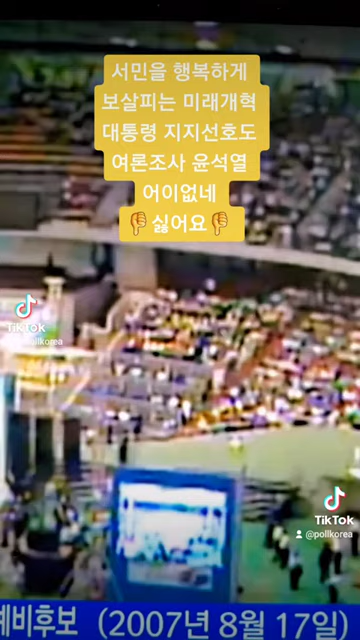 서민을 행복하게
보살피는 미래개혁
대통령 지지선호도
여론조사 윤석열
어이없네
👎싫어요👎
TikTok
TikTok
@pollkorea
예비후보 (2007년 8월 17일)